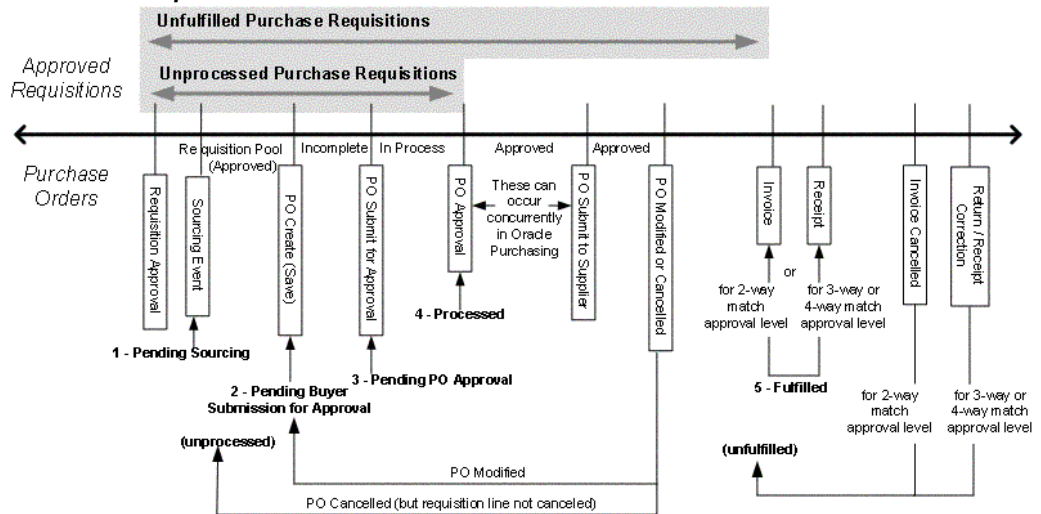 Unfulfilled Purchase Requisitions
Approved
Requisitions
Unprocessed Purchase Requisitions
Purchase
Orders
Requisition Pool
(Approved)
Incomplete
In Process
Approved
Approved
Requisition Approval
Sourcing Event
PO Create (Save)
PO Submit for Approval
PO Approval
These can
occur
concurrently
in Oracle
Purchasing
PO Submit to Supplier
PO Modified or Cancelled
Invoice
Receipt
Invoice Cancelled
Return / Receipt
Correction
or
for 2-way
match
approval level
for 3-way or
4-way match
approval level
1 - Pending Sourcing
2 - Pending Buyer
Submission for Approval
3 - Pending PO Approval
4 - Processed
5 - Fulfilled
for 2-way
match
approval level
for 3-way or
4-way match
approval level
(unprocessed)
(unfulfilled)
PO Modified
PO Cancelled (but requisition line not canceled)